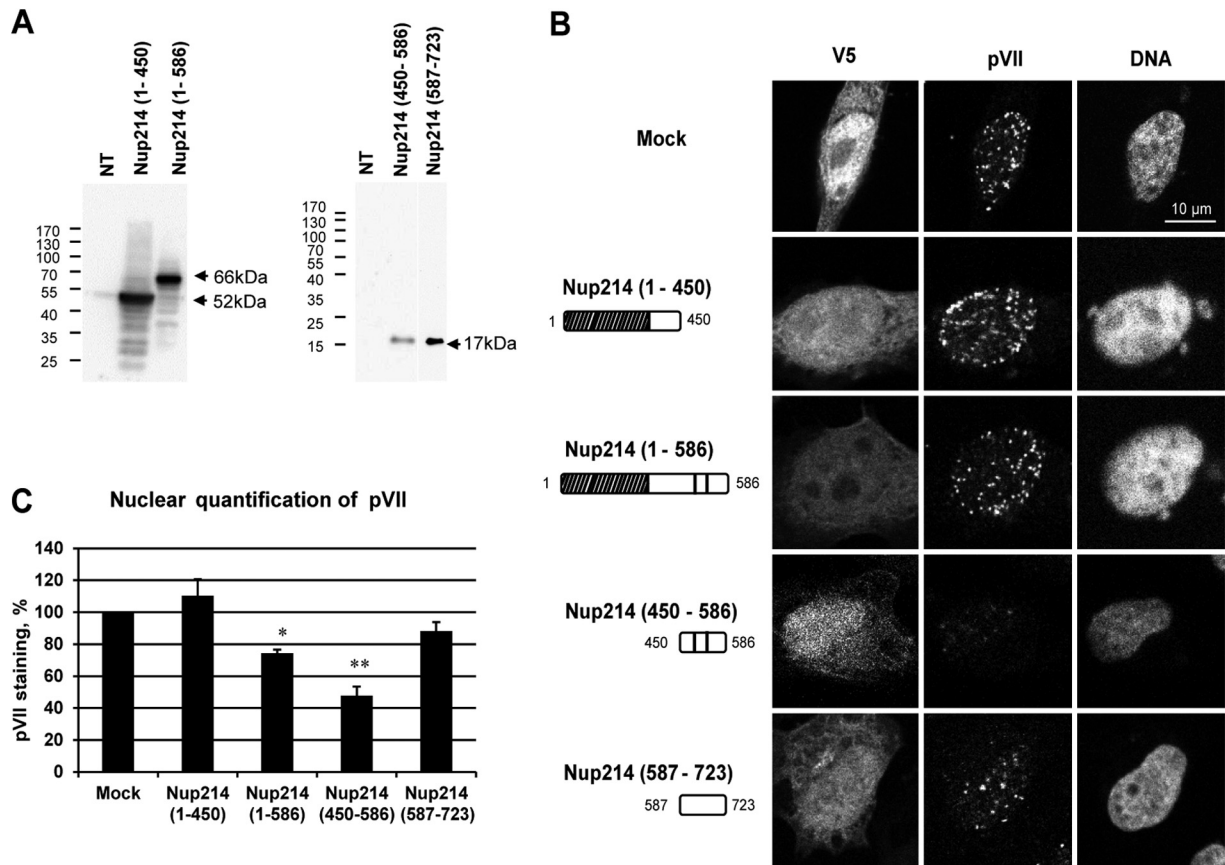 A
NT
Nup214 (1- 450)
Nup214 (1- 586)
170
130
100
70
55
40
35
25
66kDa
52kDa
NT
Nup214 (450- 586)
Nup214 (587-723)
170
130
100
70
55
40
35
25
15
17kDa
B
V5 pVII DNA
Mock
10 µm
Nup214 (1 - 450)
1 450
Nup214 (1 - 586)
1 586
Nup214 (450 - 586)
450 586
Nup214 (587 - 723)
587 723
C
Nuclear quantification of pVII
pVII staining, %
140
120
100
80
60
40
20
0
*
**
Mock Nup214 Nup214 Nup214 Nup214
(1-450) (1-586) (450-586) (587-723)